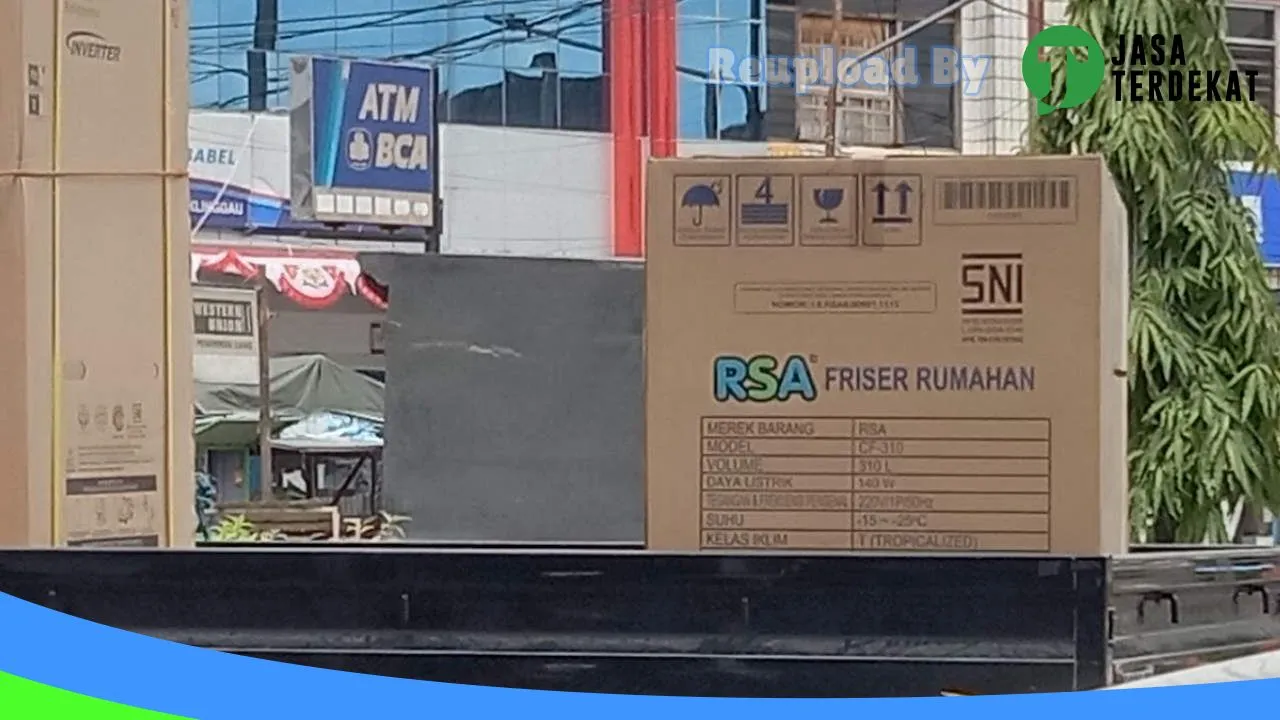 INVERTER
ATM
BCA
BABEL
WESTERN
UNION
Reupload By
JASA
TERDEKAT
4
SNI
RSA FRISER RUMAHAN
MEREK BARANG RSA
MODEL CF-310
VOLUME 310 L
DAYA LISTRIK 140 W
220V/1P/50Hz
SUHU -15 ~ -25°C
KELAS IKLIM T (TROPICALIZED)